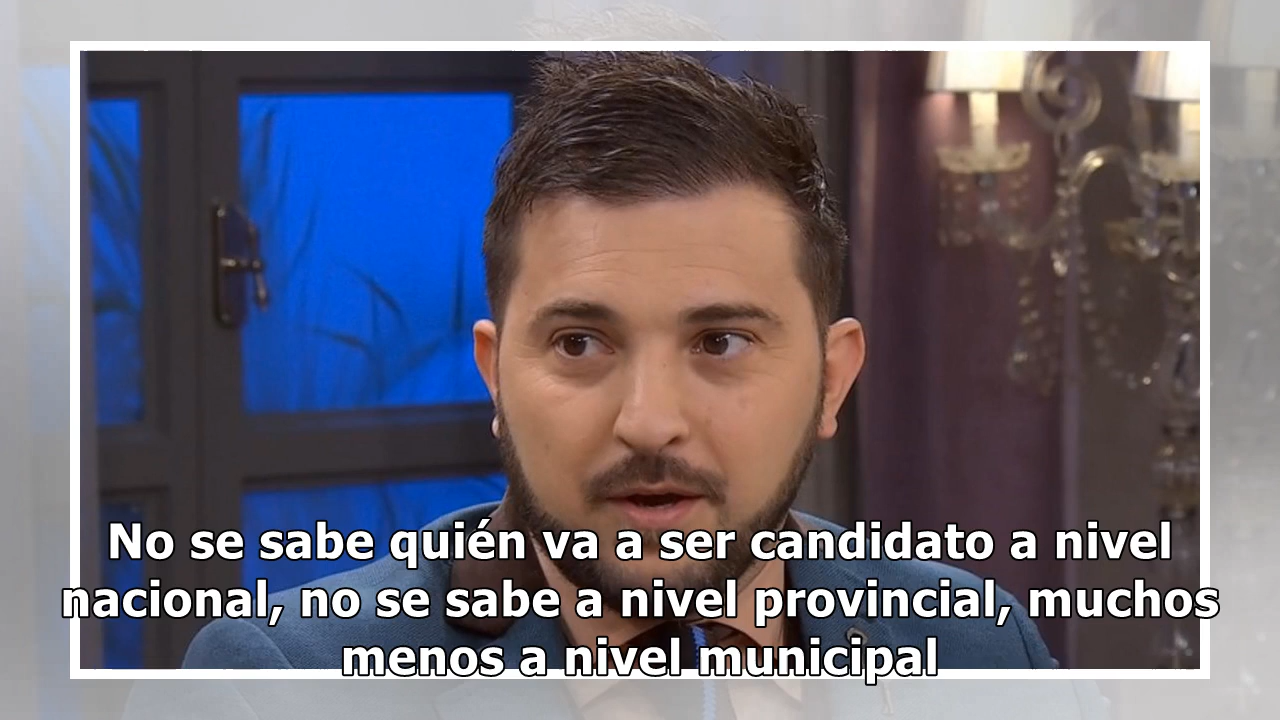 No se sabe quién va a ser candidato a nivel
nacional, no se sabe a nivel provincial, muchos
menos a nivel municipal